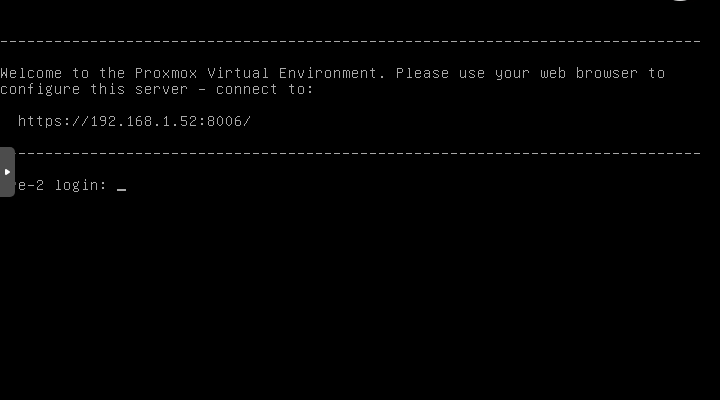 --------------------------------------------------------------------------------
Welcome to the Proxmox Virtual Environment. Please use your web browser to
configure this server - connect to:
https://192.168.1.52:8006/
--------------------------------------------------------------------------------
e-2 login: _